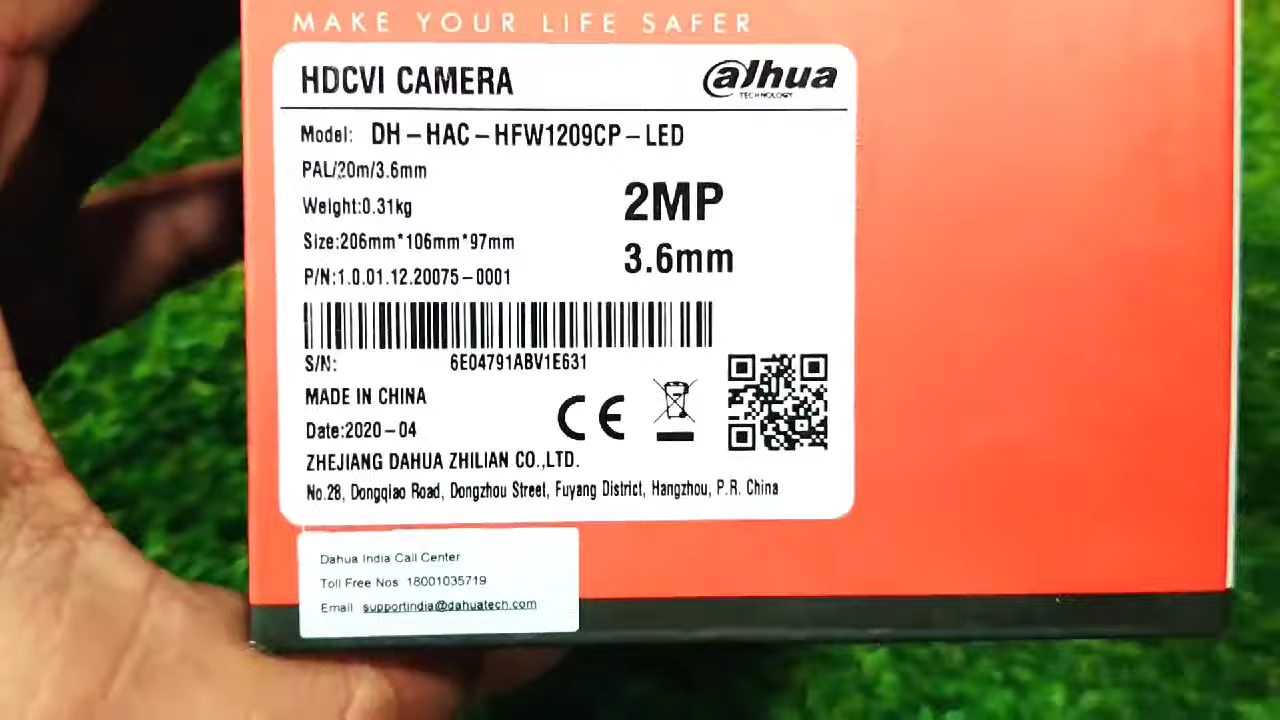 MAKE YOUR LIFE SAFER
HDCVI CAMERA
alhua
TECHNOLOGY
Model: DH-HAC-HFW1209CP-LED
PAL/20m/3.6mm
Weight:0.31kg
Size:206mm*106mm*97mm
P/N:1.0.01.12.20075-0001
2MP
3.6mm
S/N: 6E04791ABV1E631
MADE IN CHINA
Date:2020-04
CE
ZHEJIANG DAHUA ZHILIAN CO.,LTD.
No.28, Dongqiao Road, Dongzhou Street, Fuyang District, Hangzhou, P.R. China
Dahua India Call Center
Toll Free Nos 18001035719
Email supportindia@dahuatech.com